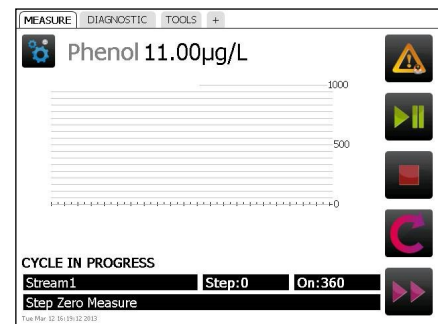 MEASURE DIAGNOSTIC TOOLS +
Phenol 11.00µg/L
1000
500
0
CYCLE IN PROGRESS
Stream1 Step:0 On:360
Step Zero Measure
Tue Mar 12 16:19:12 2013